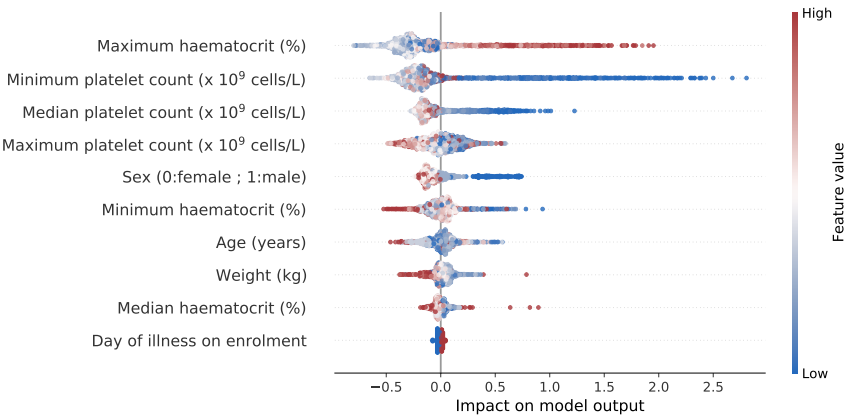 High
Maximum haematocrit (%)
Minimum platelet count (x 10⁹ cells/L)
Median platelet count (x 10⁹ cells/L)
Maximum platelet count (x 10⁹ cells/L)
Sex (0:female ; 1:male)
Minimum haematocrit (%)
Age (years)
Weight (kg)
Median haematocrit (%)
Day of illness on enrolment
Feature value
Low
−0.5 0.0 0.5 1.0 1.5 2.0 2.5
Impact on model output